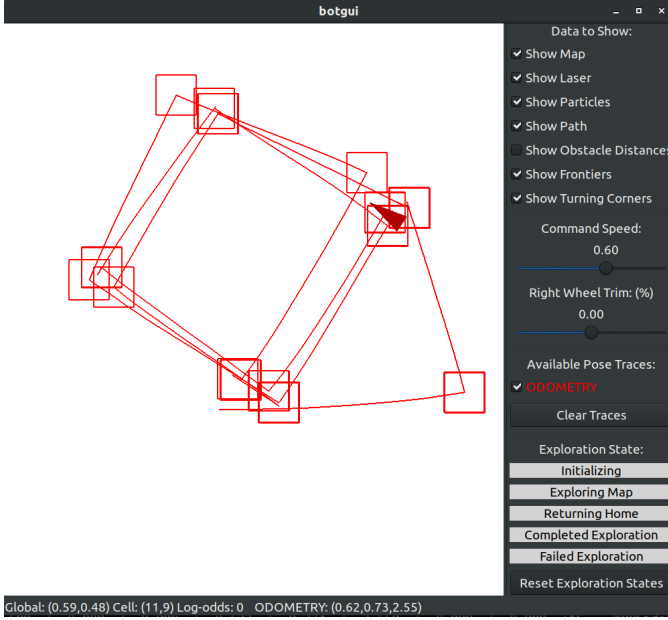 botgui
Data to Show:
Show Map
Show Laser
Show Particles
Show Path
Show Obstacle Distances
Show Frontiers
Show Turning Corners
Command Speed:
0.60
Right Wheel Trim: (%)
0.00
Available Pose Traces:
ODOMETRY
Clear Traces
Exploration State:
Initializing
Exploring Map
Returning Home
Completed Exploration
Failed Exploration
Reset Exploration States
Global: (0.59,0.48) Cell: (11,9) Log-odds: 0 ODOMETRY: (0.62,0.73,2.55)